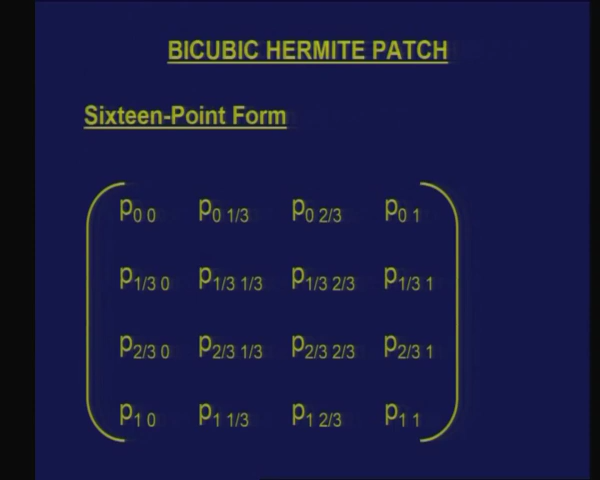 BICUBIC HERMITE PATCH
Sixteen-Point Form
p0 0 p0 1/3 p0 2/3 p0 1
p1/3 0 p1/3 1/3 p1/3 2/3 p1/3 1
p2/3 0 p2/3 1/3 p2/3 2/3 p2/3 1
p1 0 p1 1/3 p1 2/3 p1 1